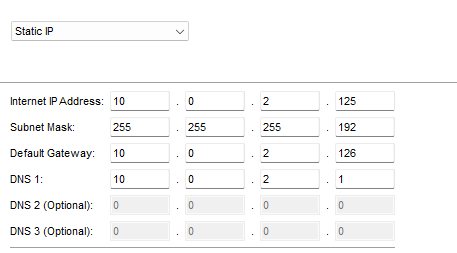 Static IP
Internet IP Address: 10 . 0 . 2 . 125
Subnet Mask: 255 . 255 . 255 . 192
Default Gateway: 10 . 0 . 2 . 126
DNS 1: 10 . 0 . 2 . 1
DNS 2 (Optional): 0 . 0 . 0 . 0
DNS 3 (Optional): 0 . 0 . 0 . 0